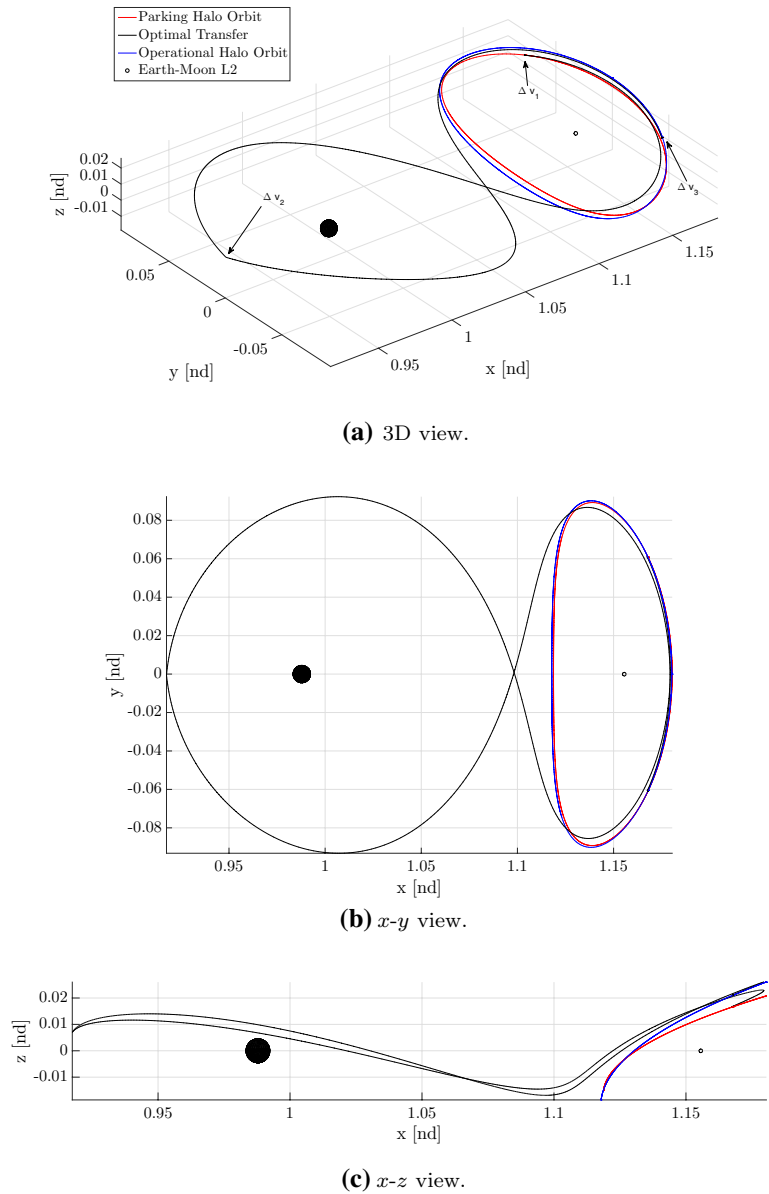 Parking Halo Orbit
Optimal Transfer
Operational Halo Orbit
Earth-Moon L2
Δ v₁
Δ v₂
Δ v₃
0.02
0.01
0
-0.01
z [nd]
0.05
0
-0.05
y [nd]
0.95
1
1.05
1.1
1.15
x [nd]
(a) 3D view.
0.08
0.06
0.04
0.02
0
-0.02
-0.04
-0.06
-0.08
y [nd]
0.95
1
1.05
1.1
1.15
x [nd]
(b) x-y view.
0.02
0.01
0
-0.01
z [nd]
0.95
1
1.05
1.1
1.15
x [nd]
(c) x-z view.